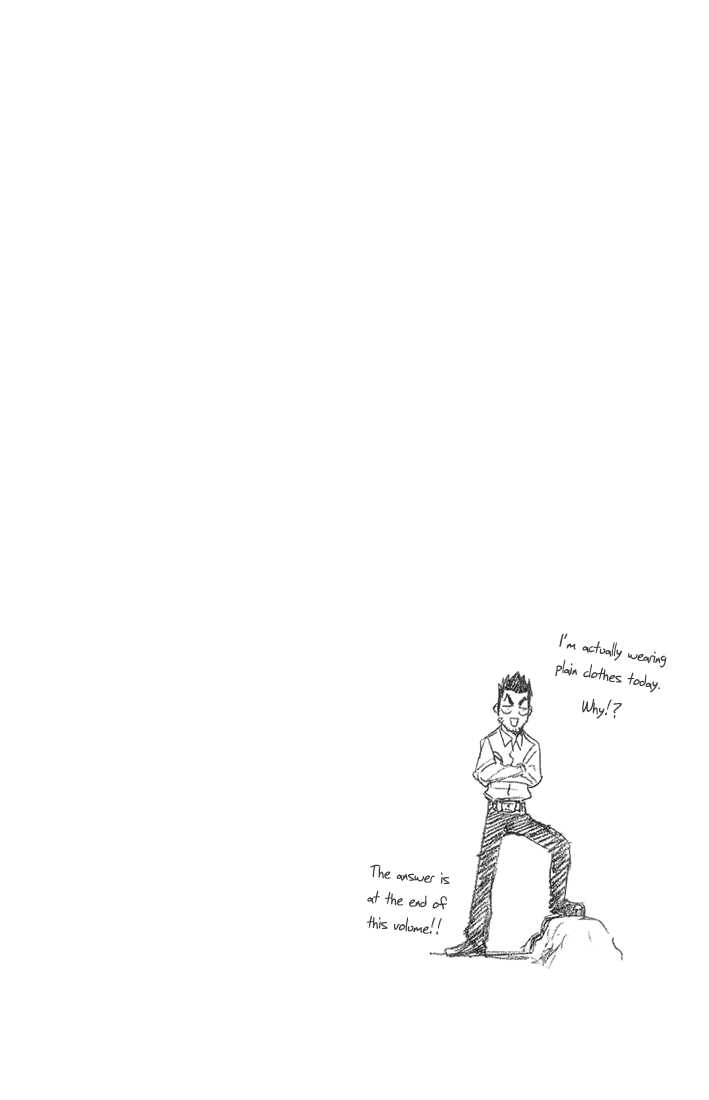 I'm actually wearing
plain clothes today.
Why!?
The answer is
at the end of
this volume!!